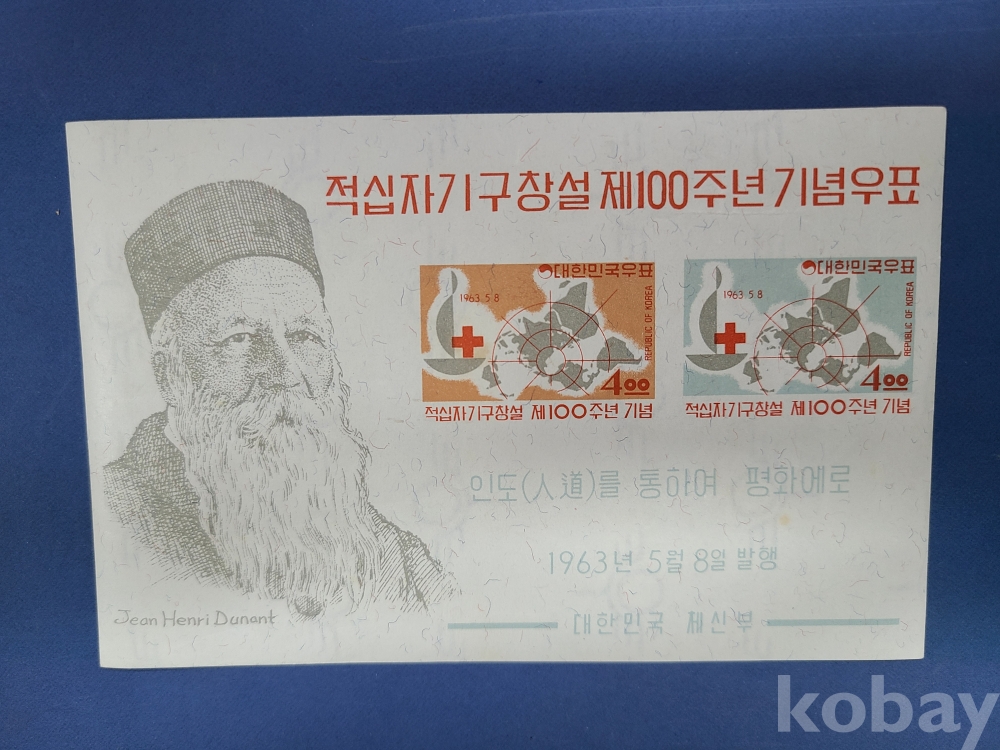 적십자기구창설 제100주년 기념우표
대한민국우표
1963 5 8
REPUBLIC OF KOREA
4.00
적십자기구창설 제100주년 기념
대한민국우표
1963 5 8
REPUBLIC OF KOREA
4.00
적십자기구창설 제100주년 기념
인도(人道)를 통하여 평화에로
1963년 5월 8일 발행
Jean Henri Dunant
대한민국 체신부
kobay